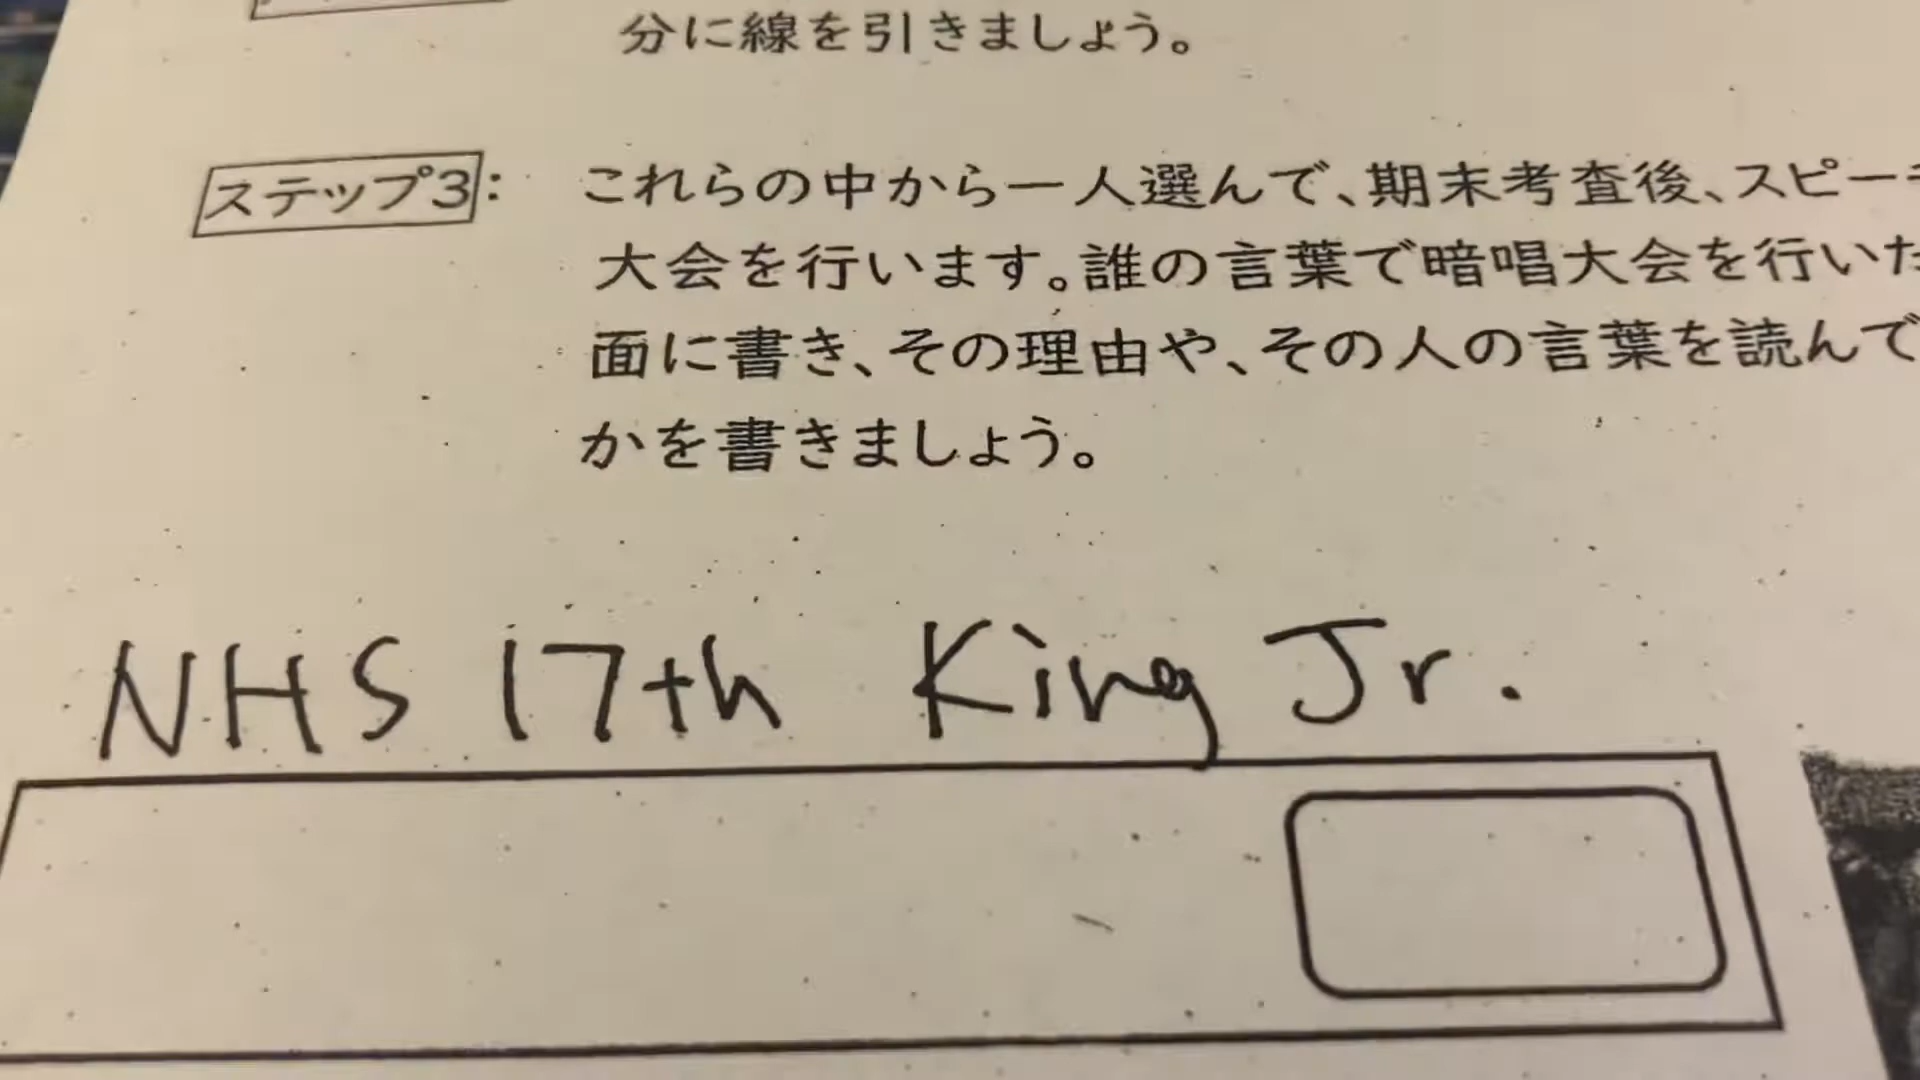 分に線を引きましょう。
ステップ3: これらの中から一人選んで、期末考査後、スピー
大会を行います。誰の言葉で暗唱大会を行いた
面に書き、その理由や、その人の言葉を読んで
かを書きましょう。
NHS 17th King Jr.